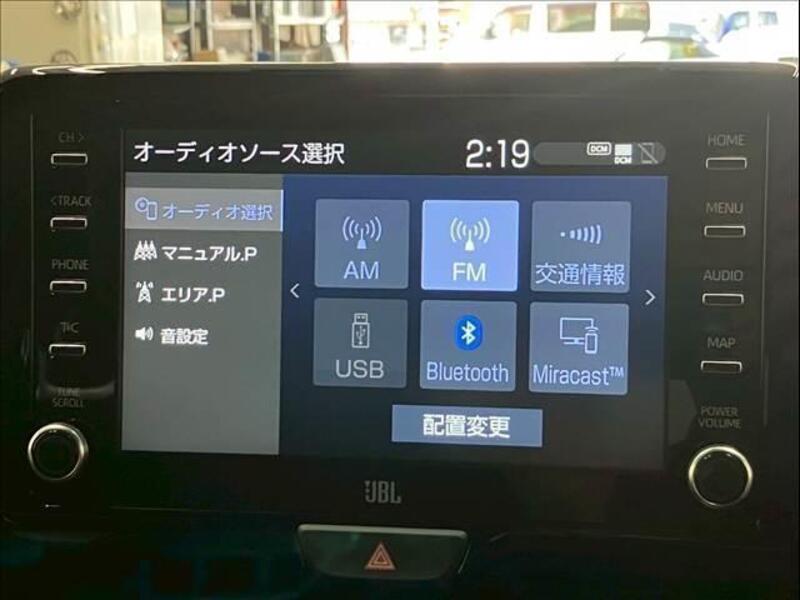 CH >
<TRACK
PHONE
T·C
TUNE
SCROLL
オーディオソース選択
2:19
DCM
DCM
オーディオ選択
マニュアル.P
エリア.P
音設定
AM
FM
交通情報
USB
Bluetooth
Miracast™
配置変更
HOME
MENU
AUDIO
MAP
POWER
VOLUME
JBL